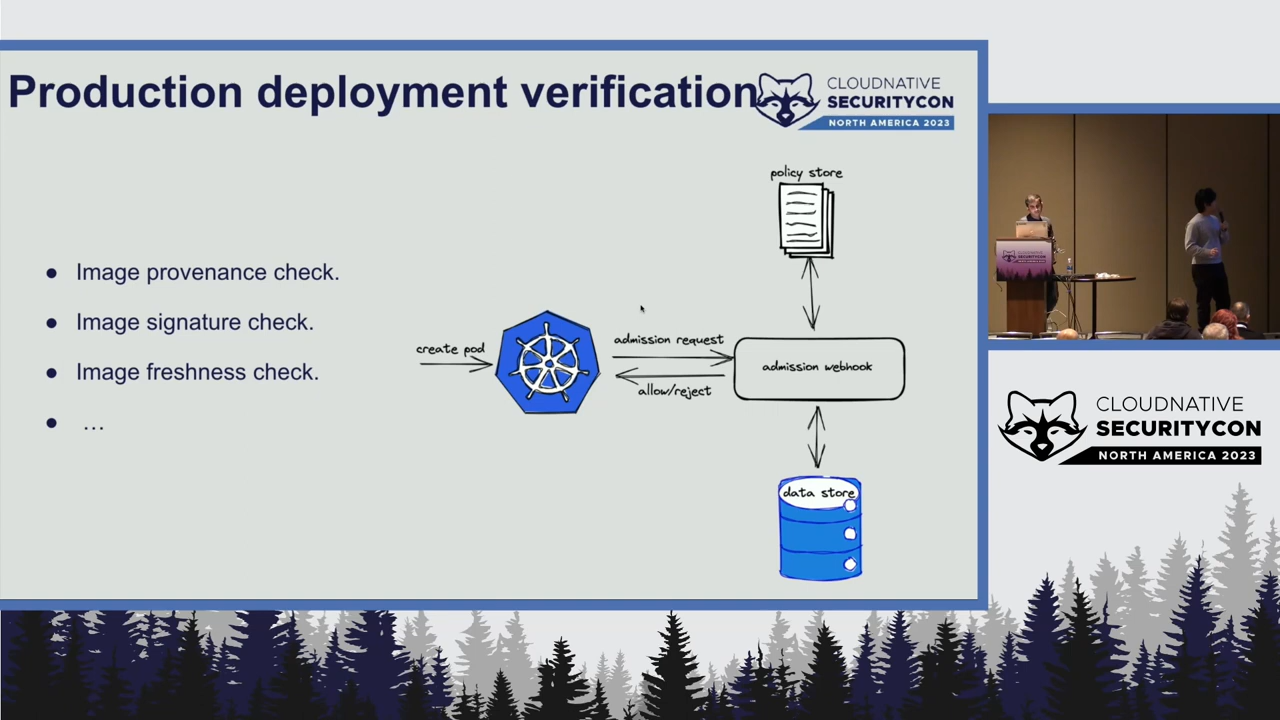 Production deployment verification
CLOUDNATIVE
SECURITYCON
NORTH AMERICA 2023
policy store
● Image provenance check.
● Image signature check.
● Image freshness check.
● …
create pod
admission request
allow/reject
admission webhook
data store
CLOUDNATIVE
SECURITYCON
NORTH AMERICA 2023